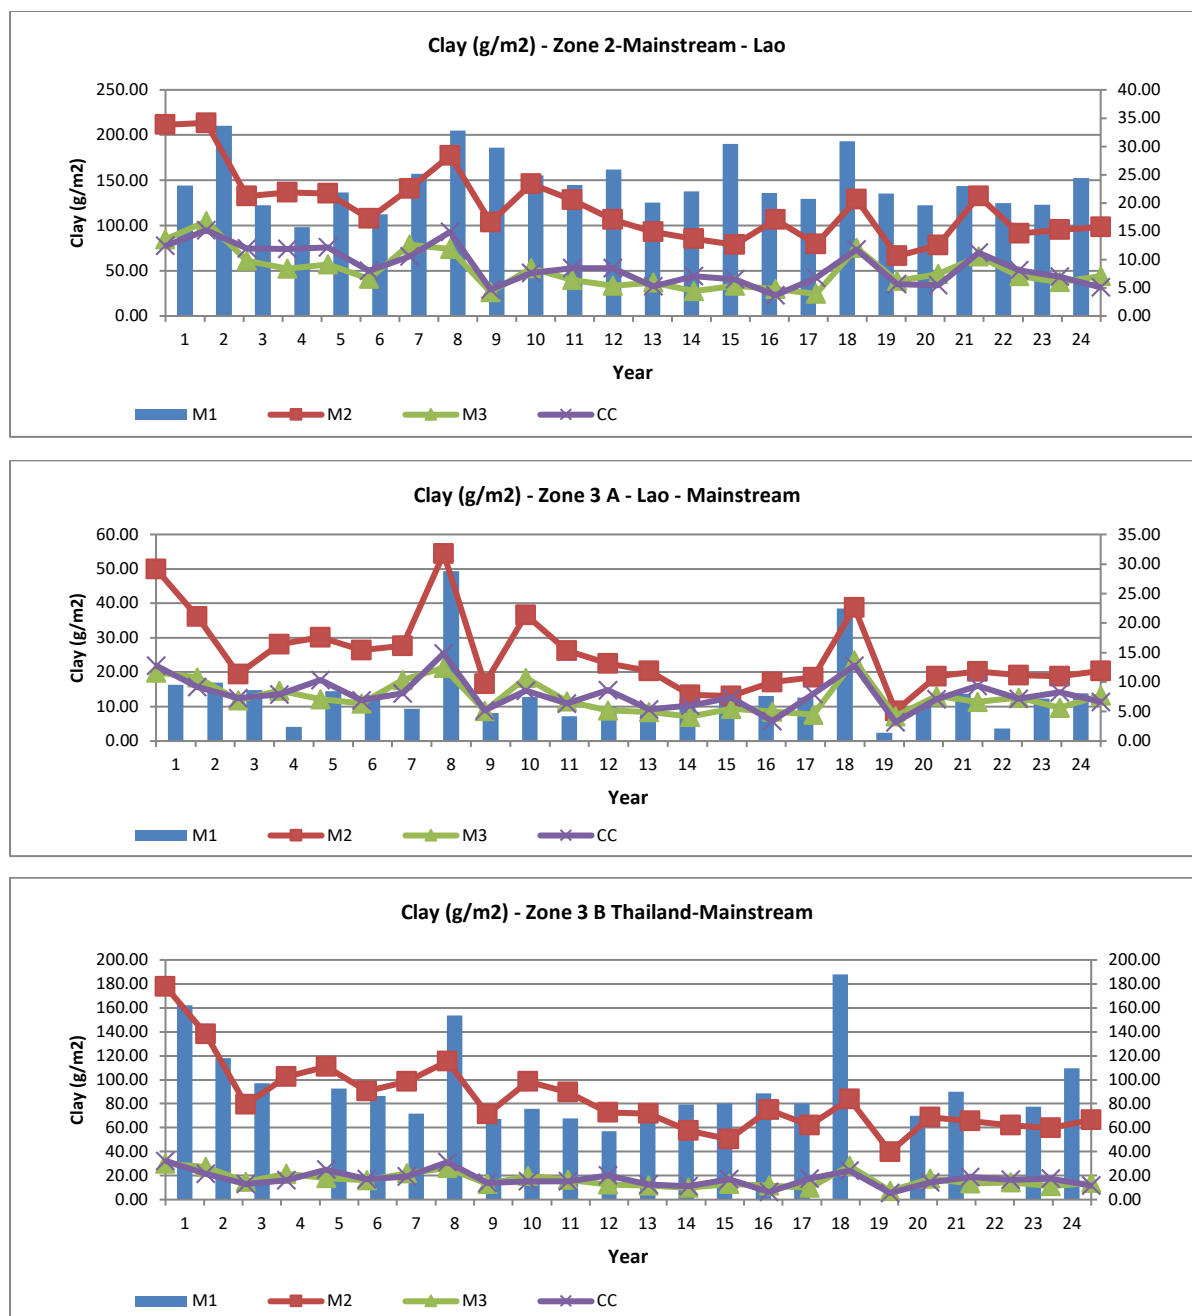 Clay (g/m2) - Zone 2-Mainstream - Lao
250.00 40.00
200.00 35.00
150.00 30.00
100.00 25.00
50.00 20.00
0.00 15.00
10.00
5.00
0.00
Clay (g/m2)
1 2 3 4 5 6 7 8 9 10 11 12 13 14 15 16 17 18 19 20 21 22 23 24
Year
M1 M2 M3 CC
Clay (g/m2) - Zone 3 A - Lao - Mainstream
60.00 35.00
50.00 30.00
40.00 25.00
30.00 20.00
20.00 15.00
10.00 10.00
0.00 5.00
0.00
Clay (g/m2)
1 2 3 4 5 6 7 8 9 10 11 12 13 14 15 16 17 18 19 20 21 22 23 24
Year
M1 M2 M3 CC
Clay (g/m2) - Zone 3 B Thailand-Mainstream
200.00 200.00
180.00 180.00
160.00 160.00
140.00 140.00
120.00 120.00
100.00 100.00
80.00 80.00
60.00 60.00
40.00 40.00
20.00 20.00
0.00 0.00
Clay (g/m2)
1 2 3 4 5 6 7 8 9 10 11 12 13 14 15 16 17 18 19 20 21 22 23 24
Year
M1 M2 M3 CC